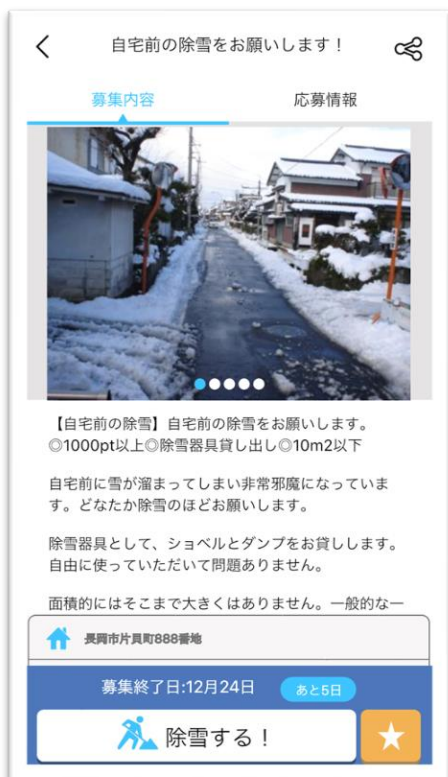 自宅前の除雪をお願いします！
募集内容
応募情報
【自宅前の除雪】自宅前の除雪をお願いします。
◎1000pt以上◎除雪器具貸し出し◎10m2以下
自宅前に雪が溜まってしまい非常邪魔になっていま
す。どなたか除雪のほどお願いします。
除雪器具として、ショベルとダンプをお貸しします。
自由に使っていただいて問題ありません。
面積的にはそこまで大きくはありません。一般的な一
長岡市片貝町888番地
募集終了日:12月24日
あと5日
除雪する！